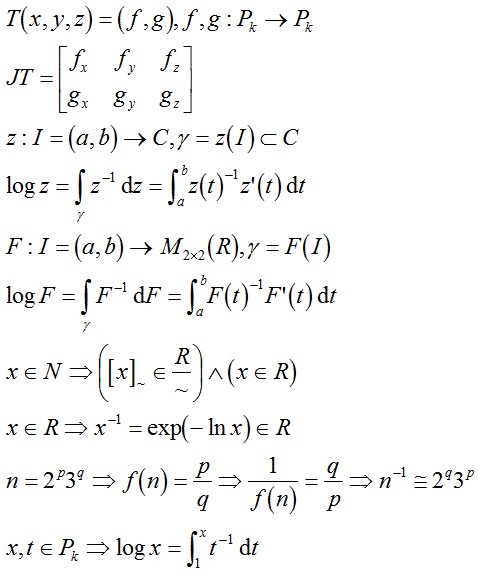 T(x, y, z) = (f, g), f, g : P_k → P_k
JT = [ f_x f_y f_z ; g_x g_y g_z ]
z : I = (a, b) → C, γ = z(I) ⊂ C
log z = ∫_γ z^{-1} dz = ∫_a^b z(t)^{-1} z'(t) dt
F : I = (a, b) → M_{2×2}(R), γ = F(I)
log F = ∫_γ F^{-1} dF = ∫_a^b F(t)^{-1} F'(t) dt
x ∈ N ⇒ ([x]_~ ∈ R/~) ∧ (x ∈ R)
x ∈ R ⇒ x^{-1} = exp(− ln x) ∈ R
n = 2^p 3^q ⇒ f(n) = p/q ⇒ 1/f(n) = q/p ⇒ n^{-1} ≅ 2^q 3^p
x, t ∈ P_k ⇒ log x = ∫_1^x t^{-1} dt